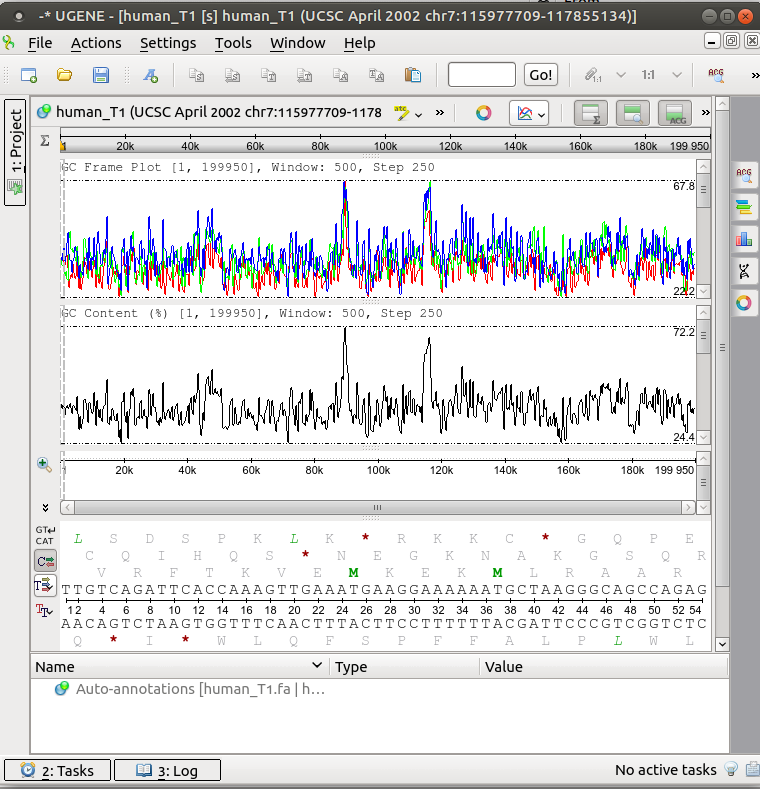 -* UGENE - [human_T1 [s] human_T1 (UCSC April 2002 chr7:115977709-117855134)]
File Actions Settings Tools Window Help
Go! 1:1 ACG »
1: Project
human_T1 (UCSC April 2002 chr7:115977709-1178 atc » Σ ACG »
Σ
1 20k 40k 60k 80k 100k 120k 140k 160k 180k 199 950
GC Frame Plot [1, 199950], Window: 500, Step 250
67.8
22.2
GC Content (%) [1, 199950], Window: 500, Step 250
72.2
24.4
1 20k 40k 60k 80k 100k 120k 140k 160k 180k 199 950
GT
CAT
L S D S P K L K * R K K C * G Q P E
C Q I H Q S * N E G K N A K G S Q R
V R F T K V E M K E K M L R A A R
TTGTCAGATTCACCAAAGTTGAAATGAAGGAAAAAATGCTAAGGGCAGCCAGAG
1 2 4 6 8 10 12 14 16 18 20 22 24 26 28 30 32 34 36 38 40 42 44 46 48 50 52 54
AACAGTCTAAGTGGTTTCAACTTTACTTCCTTTTTTACGATTCCCGTCGGTCTC
Q * I * W L Q F S P F F A L P L W L
Name Type Value
Auto-annotations [human_T1.fa | h...
2: Tasks 3: Log No active tasks